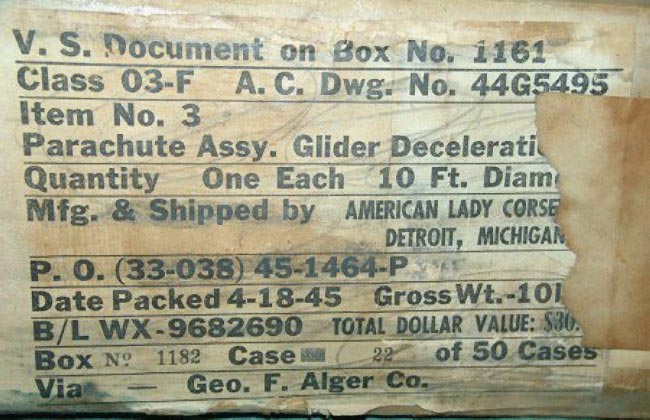 V. S. Document on Box No. 1161
Class 03-F A. C. Dwg. No. 44G5495
Item No. 3
Parachute Assy. Glider Decelerati
Quantity One Each 10 Ft. Diam
Mfg. & Shipped by AMERICAN LADY CORSE
DETROIT, MICHIGAN
P. O. (33-038) 45-1464-P
Date Packed 4-18-45 Gross Wt.-101
B/L WX-9682690 TOTAL DOLLAR VALUE: $30.
Box Nº 1182 Case 22 of 50 Cases
Via — Geo. F. Alger Co.